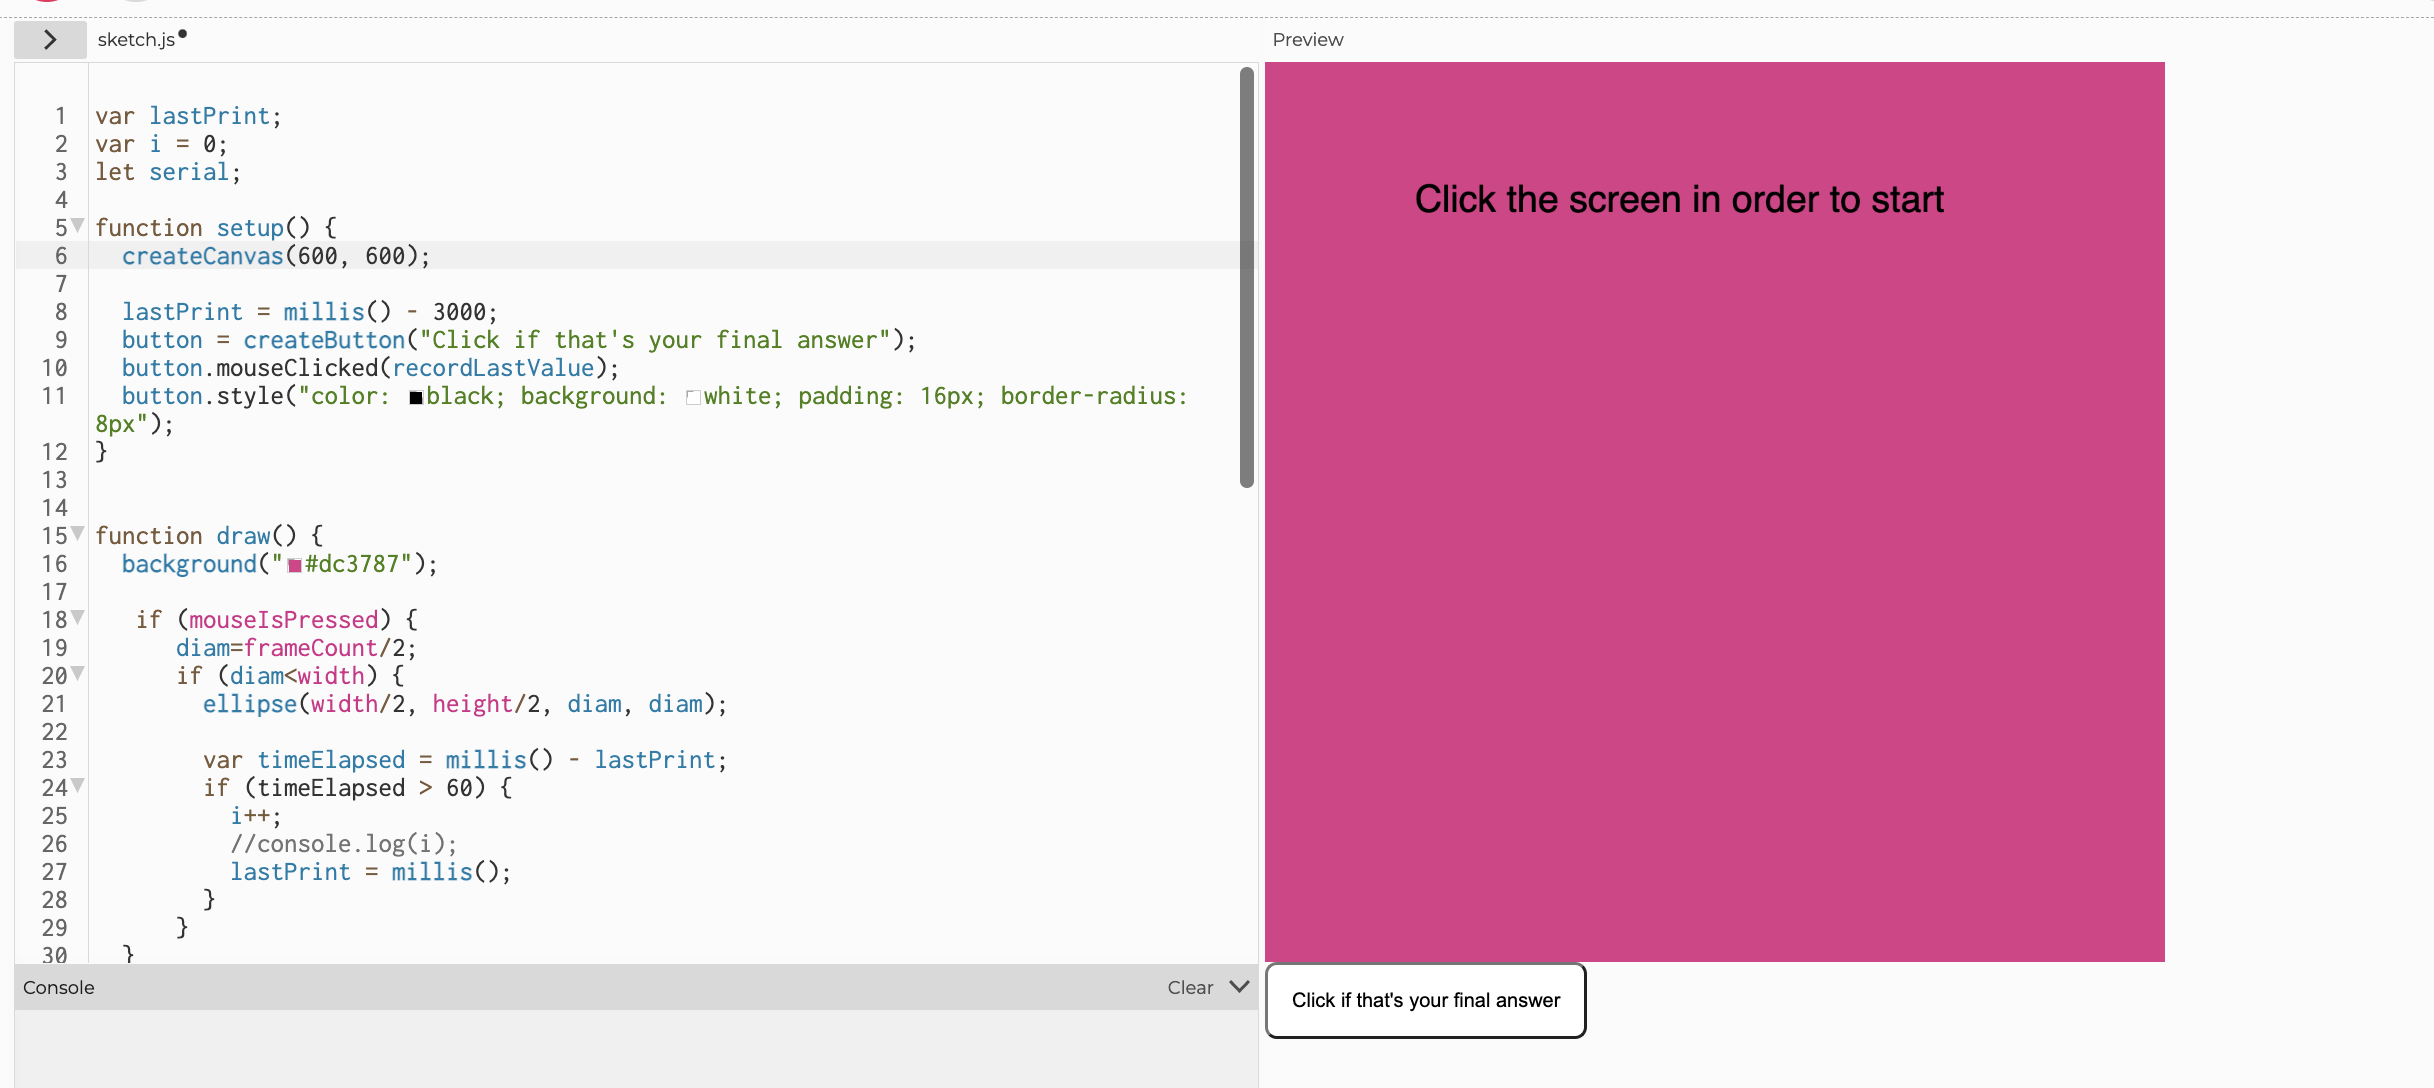 sketch.js
Preview
1 var lastPrint;
2 var i = 0;
3 let serial;
4
5 function setup() {
6 createCanvas(600, 600);
7
8 lastPrint = millis() - 3000;
9 button = createButton("Click if that's your final answer");
10 button.mouseClicked(recordLastValue);
11 button.style("color: black; background: white; padding: 16px; border-radius:
8px");
12 }
13
14
15 function draw() {
16 background("#dc3787");
17
18 if (mouseIsPressed) {
19 diam=frameCount/2;
20 if (diam<width) {
21 ellipse(width/2, height/2, diam, diam);
22
23 var timeElapsed = millis() - lastPrint;
24 if (timeElapsed > 60) {
25 i++;
26 //console.log(i);
27 lastPrint = millis();
28 }
29 }
30 }
Console
Clear
Click the screen in order to start
Click if that's your final answer